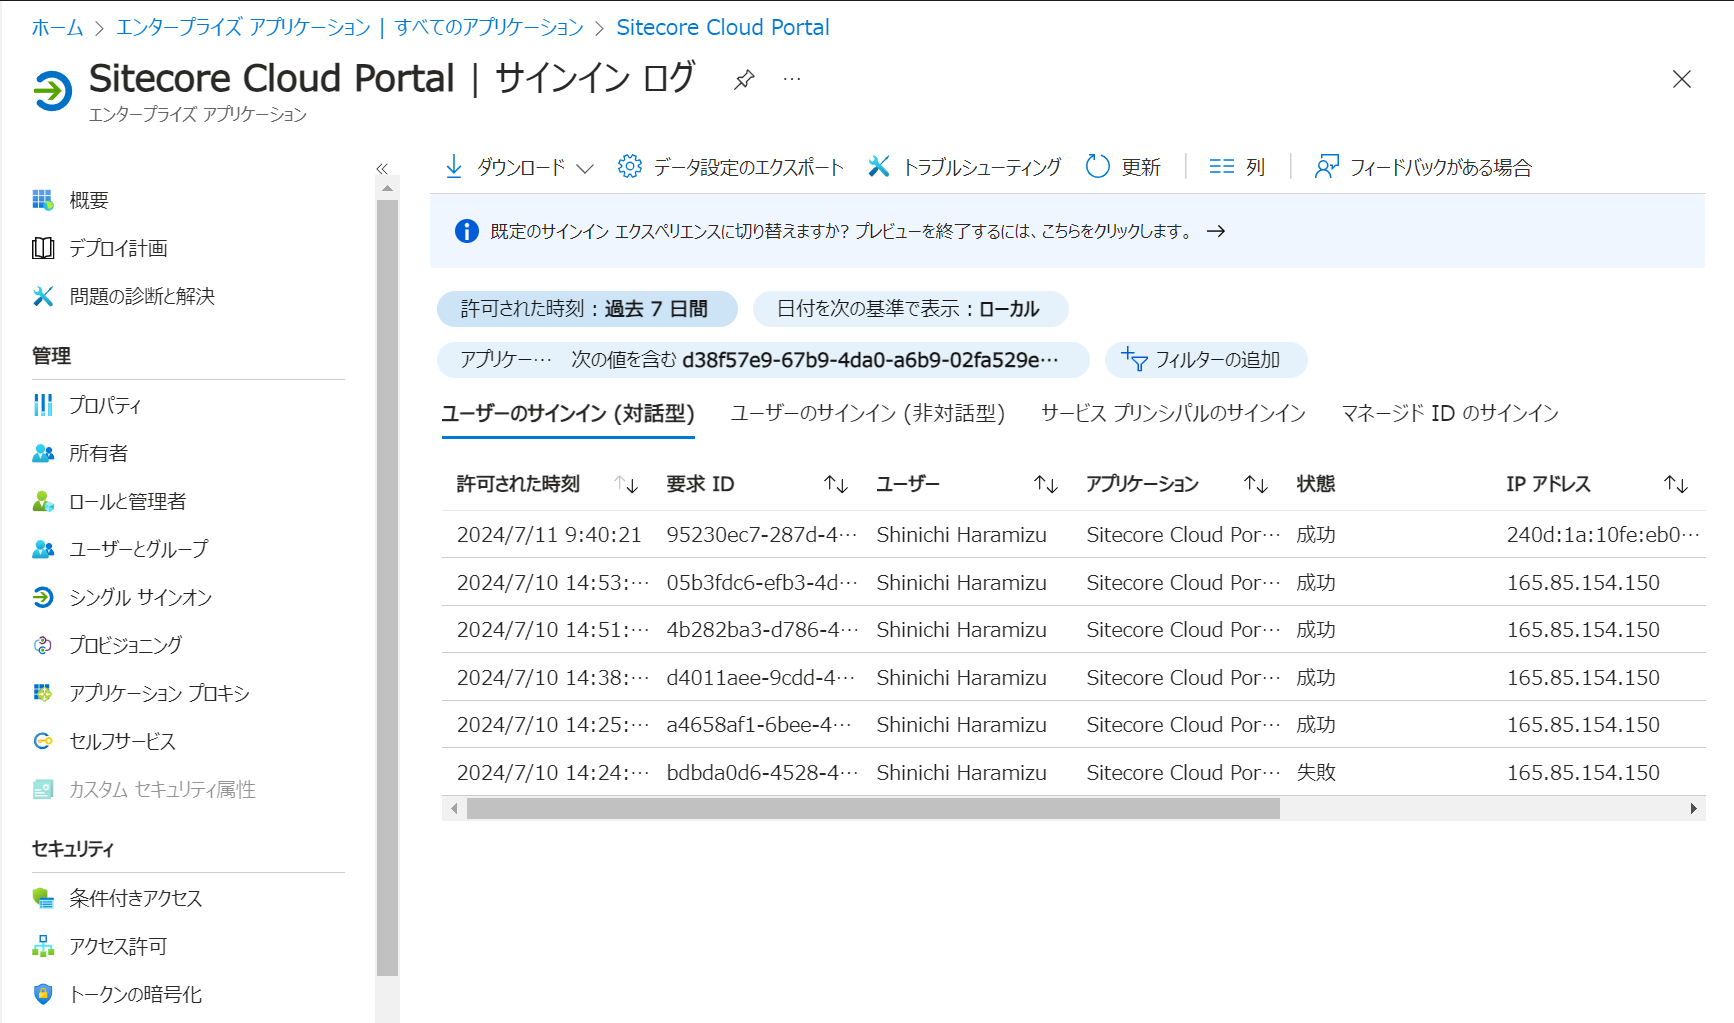 ホーム > エンタープライズ アプリケーション | すべてのアプリケーション > Sitecore Cloud Portal
Sitecore Cloud Portal | サインイン ログ ...
エンタープライズ アプリケーション
概要
デプロイ計画
問題の診断と解決
管理
プロパティ
所有者
ロールと管理者
ユーザーとグループ
シングル サインオン
プロビジョニング
アプリケーション プロキシ
セルフサービス
カスタム セキュリティ属性
セキュリティ
条件付きアクセス
アクセス許可
トークンの暗号化
ダウンロード データ設定のエクスポート トラブルシューティング 更新 列 フィードバックがある場合
既定のサインイン エクスペリエンスに切り替えますか? プレビューを終了するには、こちらをクリックします。 →
許可された時刻 : 過去 7 日間 日付を次の基準で表示 : ローカル
アプリケー… 次の値を含む d38f57e9-67b9-4da0-a6b9-02fa529e… フィルターの追加
ユーザーのサインイン (対話型) ユーザーのサインイン (非対話型) サービス プリンシパルのサインイン マネージド ID のサインイン
許可された時刻 要求 ID ユーザー アプリケーション 状態 IP アドレス
2024/7/11 9:40:21 95230ec7-287d-4… Shinichi Haramizu Sitecore Cloud Por… 成功 240d:1a:10fe:eb0…
2024/7/10 14:53:… 05b3fdc6-efb3-4d… Shinichi Haramizu Sitecore Cloud Por… 成功 165.85.154.150
2024/7/10 14:51:… 4b282ba3-d786-4… Shinichi Haramizu Sitecore Cloud Por… 成功 165.85.154.150
2024/7/10 14:38:… d4011aee-9cdd-4… Shinichi Haramizu Sitecore Cloud Por… 成功 165.85.154.150
2024/7/10 14:25:… a4658af1-6bee-4… Shinichi Haramizu Sitecore Cloud Por… 成功 165.85.154.150
2024/7/10 14:24:… bdbda0d6-4528-4… Shinichi Haramizu Sitecore Cloud Por… 失敗 165.85.154.150